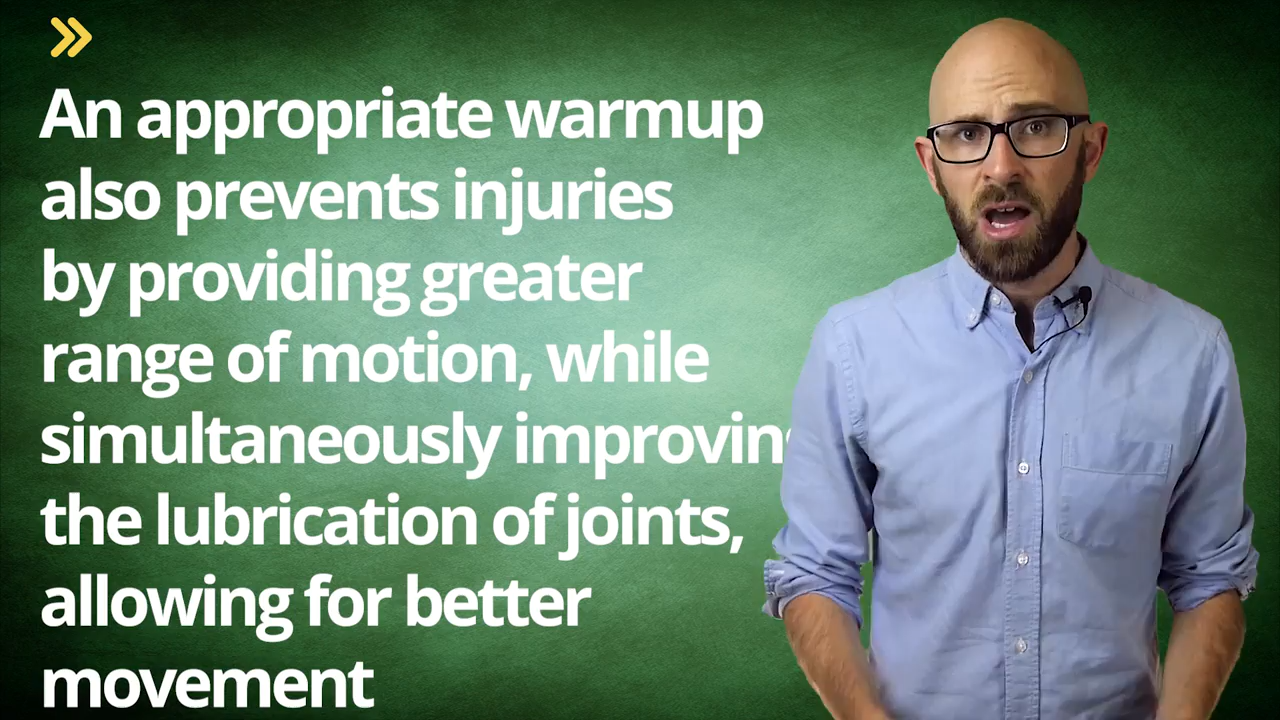 An appropriate warmup
also prevents injuries
by providing greater
range of motion, while
simultaneously improving
the lubrication of joints,
allowing for better
movement